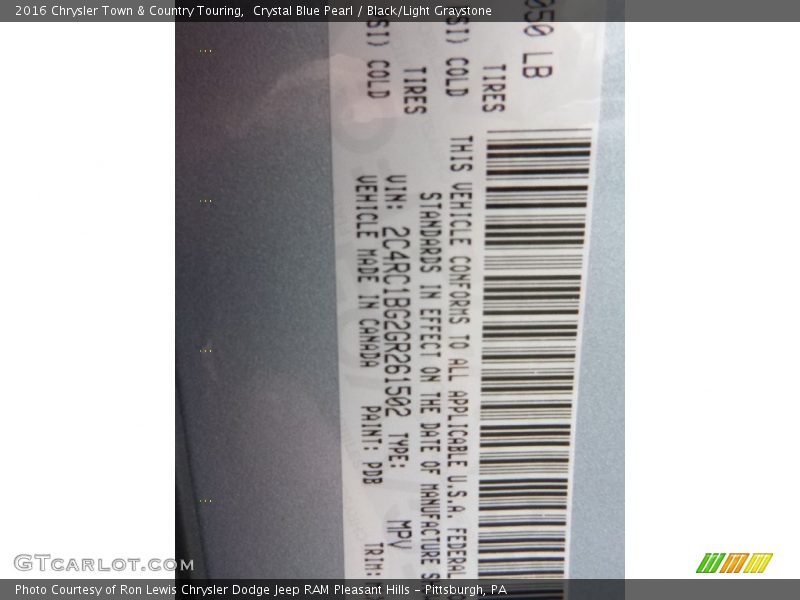 2016 Chrysler Town & Country Touring, Crystal Blue Pearl / Black/Light Graystone
050 LB
TIRES
SI) COLD
TIRES
SI) COLD
THIS VEHICLE CONFORMS TO ALL APPLICABLE U.S.A. FEDERAL
STANDARDS IN EFFECT ON THE DATE OF MANUFACTURE
VIN: 2C4RC1BG2GR261502 TYPE: MPV
VEHICLE MADE IN CANADA PAINT: PDB TRIM:
GTCarLot.com
Photo Courtesy of Ron Lewis Chrysler Dodge Jeep RAM Pleasant Hills – Pittsburgh, PA